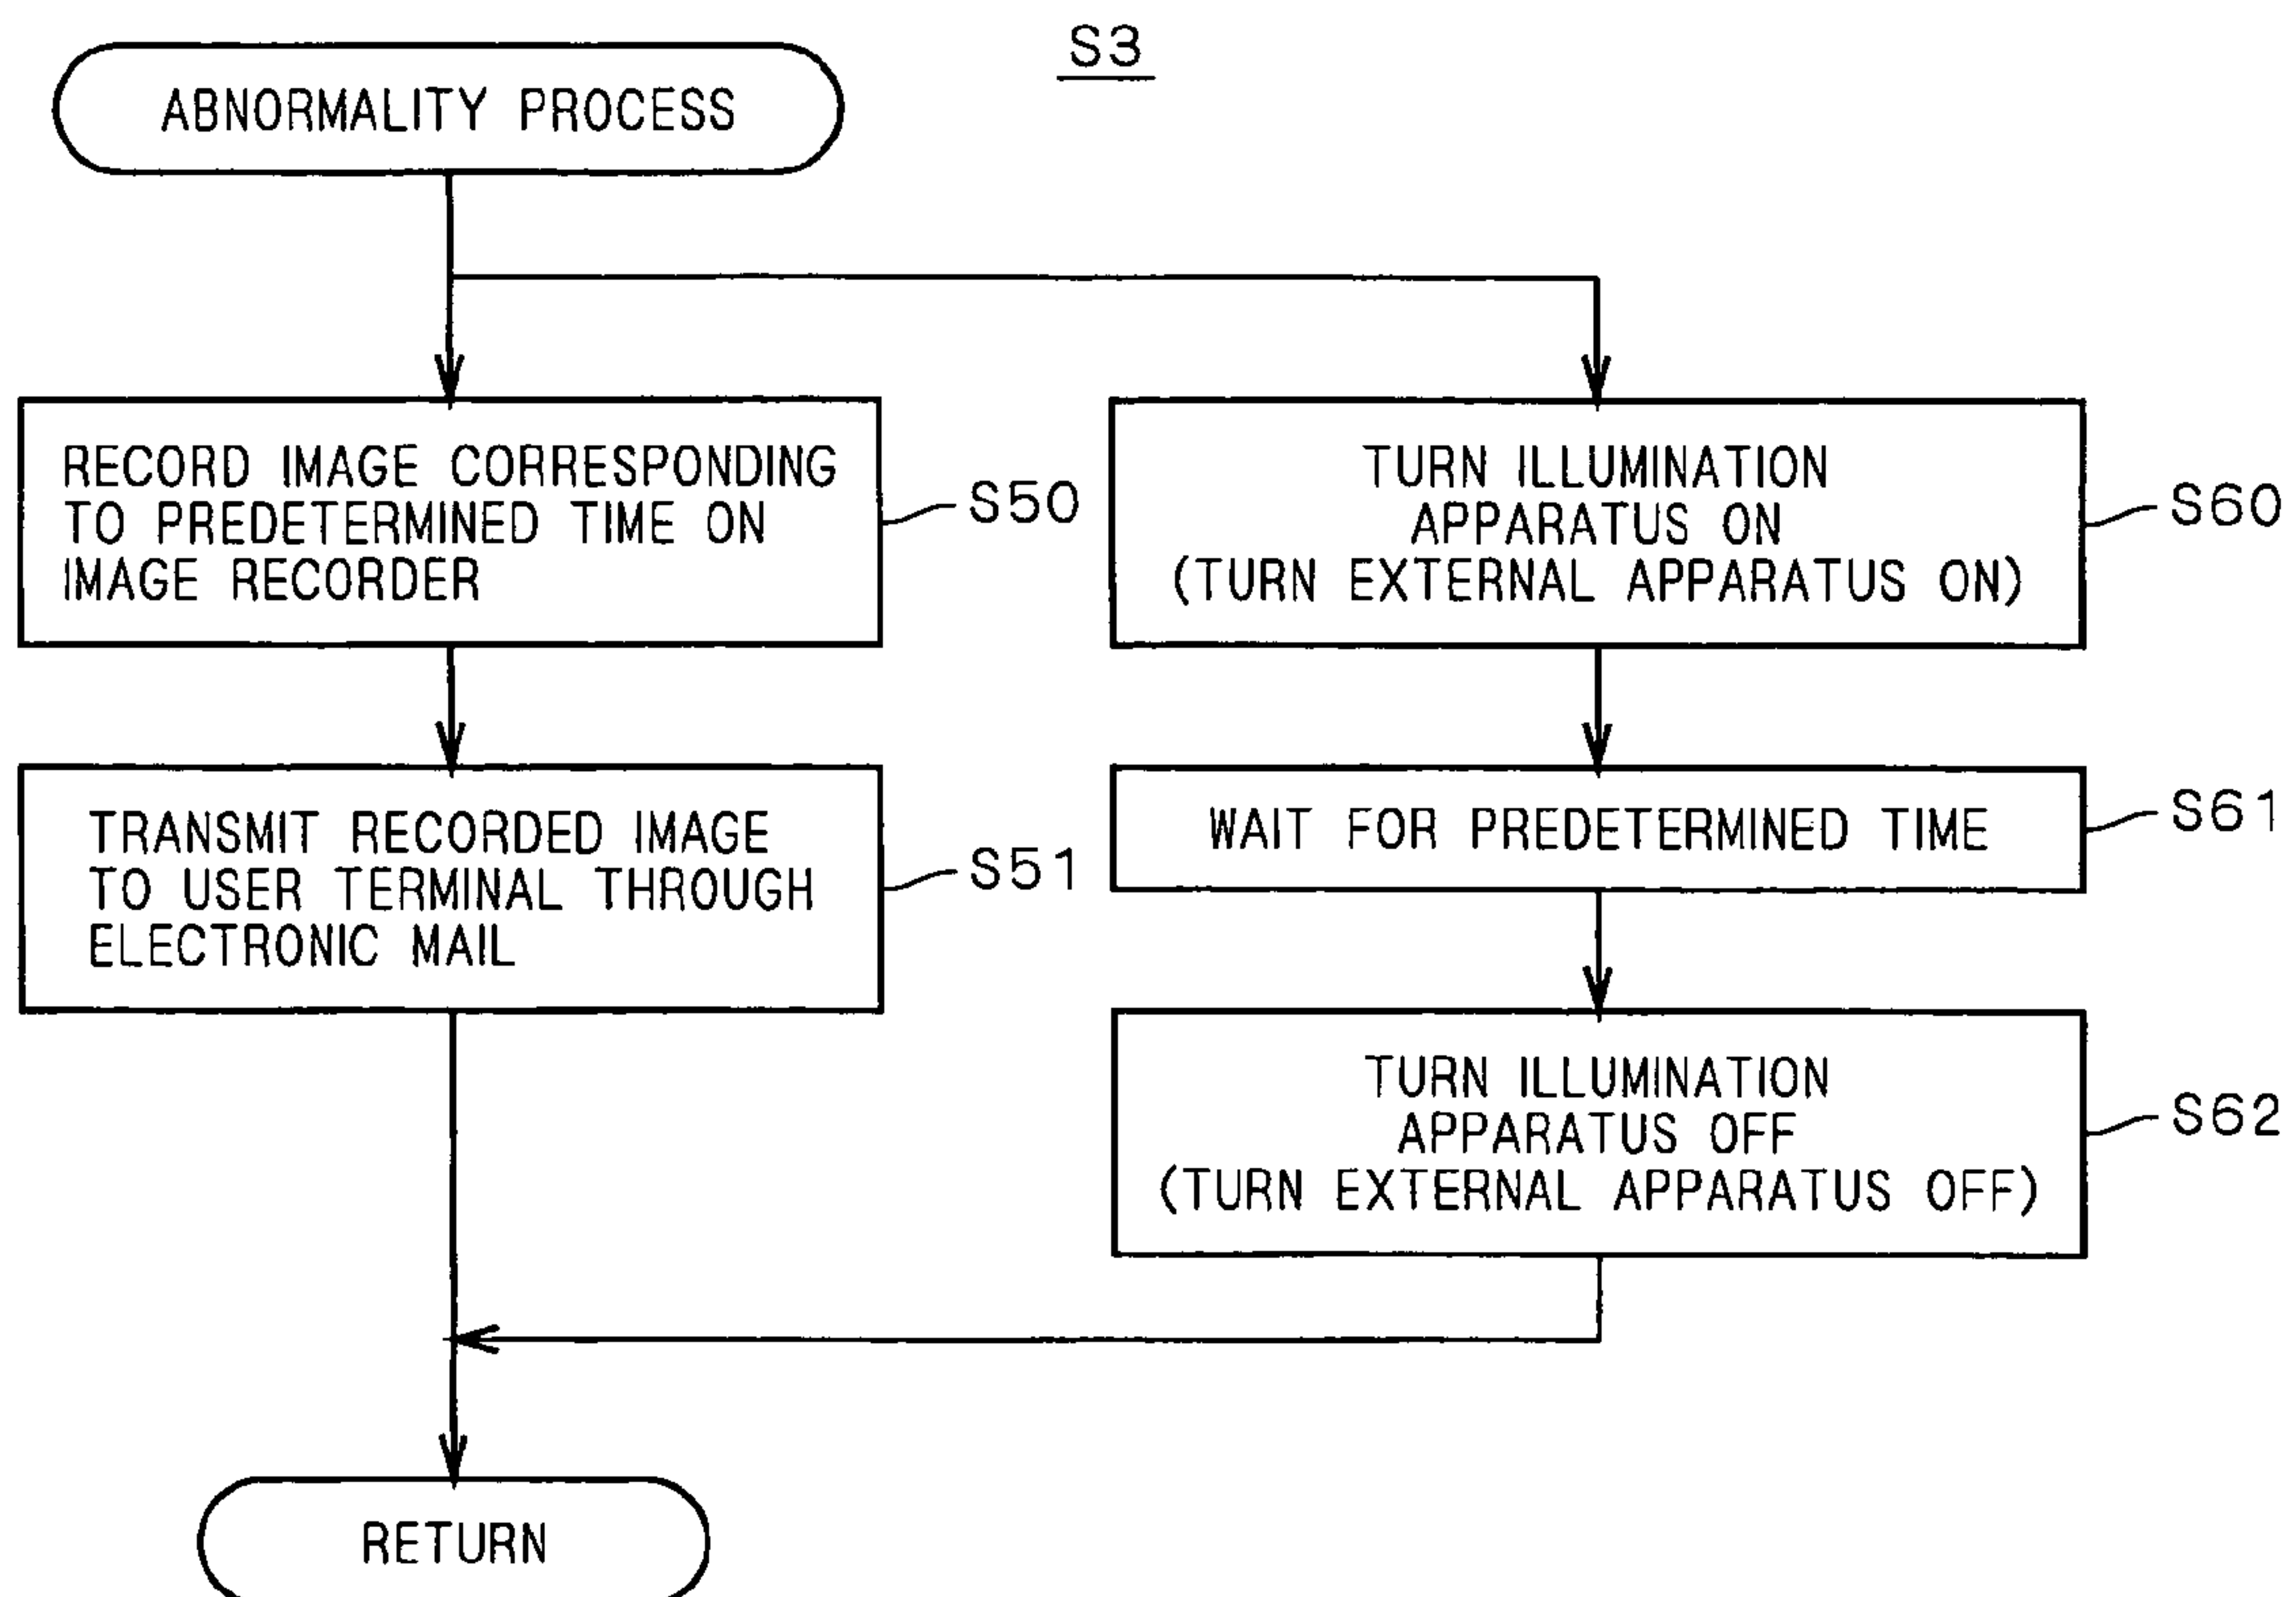 S3
ABNORMALITY PROCESS
RECORD IMAGE CORRESPONDING
TO PREDETERMINED TIME ON
IMAGE RECORDER
S50
TRANSMIT RECORDED IMAGE
TO USER TERMINAL THROUGH
ELECTRONIC MAIL
S51
TURN ILLUMINATION
APPARATUS ON
(TURN EXTERNAL APPARATUS ON)
S60
WAIT FOR PREDETERMINED TIME
S61
TURN ILLUMINATION
APPARATUS OFF
(TURN EXTERNAL APPARATUS OFF)
S62
RETURN